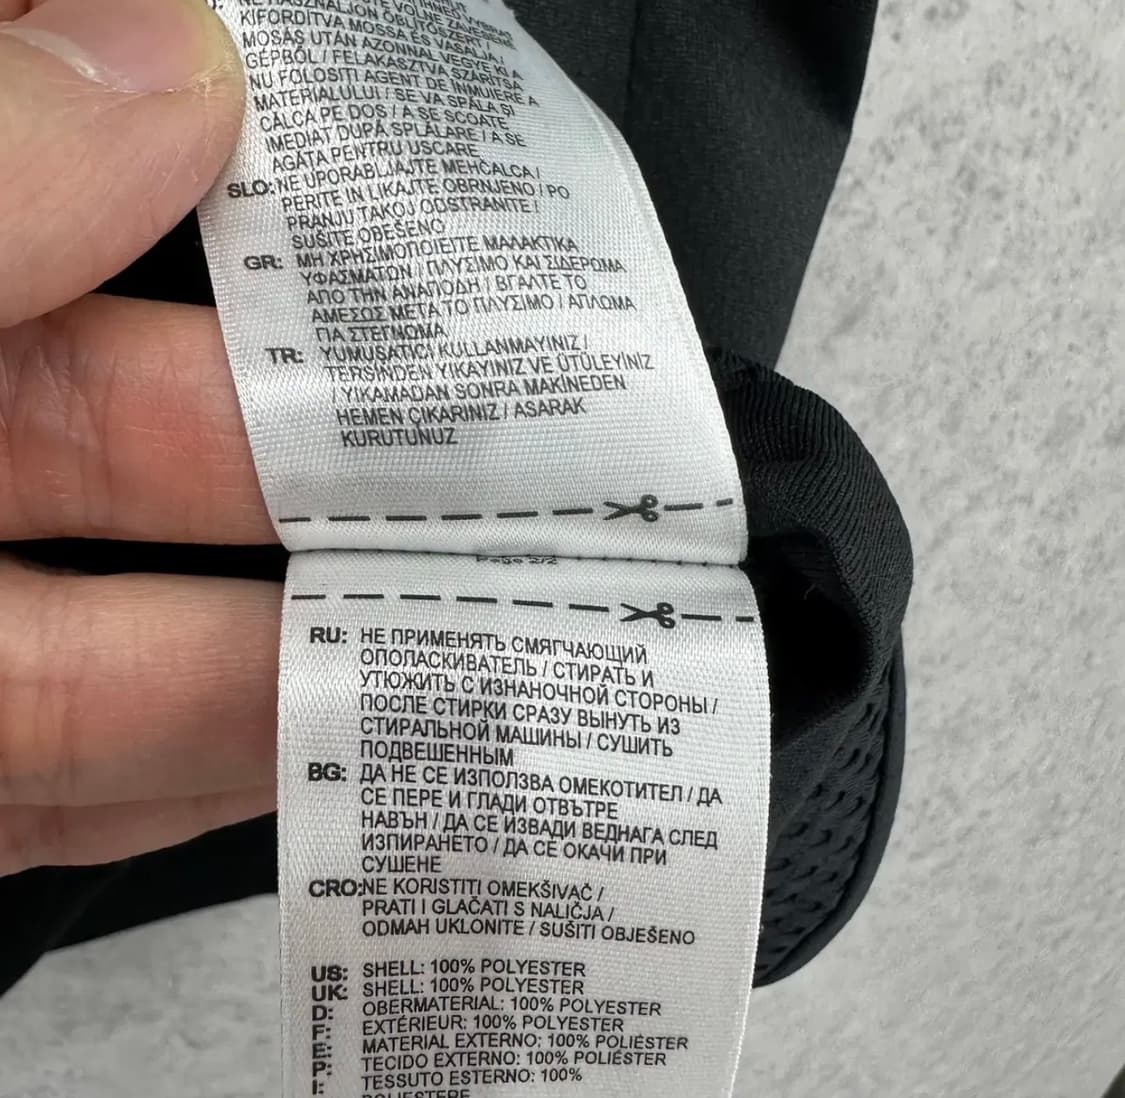 KIFORDÍTVA MOSSA ÉS VASALJA /
MOSÁS UTÁN AZONNAL VEGYE KI A
GÉPBŐL / FELAKASZTVA SZÁRÍTSA
NU FOLOSITI AGENT DE INMUIERE A
MATERIALULUI / SE VA SPĂLA ŞI
CĂLCA PE DOS / A SE SCOATE
IMEDIAT DUPĂ SPĂLARE / A SE
AGĂTA PENTRU USCARE
SLO: NE UPORABLJAJTE MEHČALCA /
PERITE IN LIKAJTE OBRNJENO / PO
PRANJU TAKOJ ODSTRANITE /
SUŠITE OBEŠENO
GR: ΜΗ ΧΡΗΣΙΜΟΠΟΙΕΙΤΕ ΜΑΛΑΚΤΙΚΑ
ΥΦΑΣΜΑΤΩΝ / ΠΛΥΣΙΜΟ ΚΑΙ ΣΙΔΕΡΩΜΑ
ΑΠΟ ΤΗΝ ΑΝΑΠΟΔΗ / ΒΓΑΛΤΕ ΤΟ
ΑΜΕΣΩΣ ΜΕΤΑ ΤΟ ΠΛΥΣΙΜΟ / ΑΠΛΩΜΑ
ΓΙΑ ΣΤΕΓΝΩΜΑ
TR: YUMUŞATICI KULLANMAYINIZ /
TERSİNDEN YIKAYINIZ VE ÜTÜLEYİNİZ
/ YIKAMADAN SONRA MAKİNEDEN
HEMEN ÇIKARINIZ / ASARAK
KURUTUNUZ
Page 2/2
RU: НЕ ПРИМЕНЯТЬ СМЯГЧАЮЩИЙ
ОПОЛАСКИВАТЕЛЬ / СТИРАТЬ И
УТЮЖИТЬ С ИЗНАНОЧНОЙ СТОРОНЫ /
ПОСЛЕ СТИРКИ СРАЗУ ВЫНУТЬ ИЗ
СТИРАЛЬНОЙ МАШИНЫ / СУШИТЬ
ПОДВЕШЕННЫМ
BG: ДА НЕ СЕ ИЗПОЛЗВА ОМЕКОТИТЕЛ / ДА
СЕ ПЕРЕ И ГЛАДИ ОТВЪТРЕ
НАВЪН / ДА СЕ ИЗВАДИ ВЕДНАГА СЛЕД
ИЗПИРАНЕТО / ДА СЕ ОКАЧИ ПРИ
СУШЕНЕ
CRO: NE KORISTITI OMEKŠIVAČ /
PRATI I GLAČATI S NALIČJA /
ODMAH UKLONITE / SUŠITI OBJEŠENO
US: SHELL: 100% POLYESTER
UK: SHELL: 100% POLYESTER
D: OBERMATERIAL: 100% POLYESTER
F: EXTÉRIEUR: 100% POLYESTER
E: MATERIAL EXTERNO: 100% POLIÉSTER
P: TECIDO EXTERNO: 100% POLIÉSTER
I: TESSUTO ESTERNO: 100%
POLIESTERE